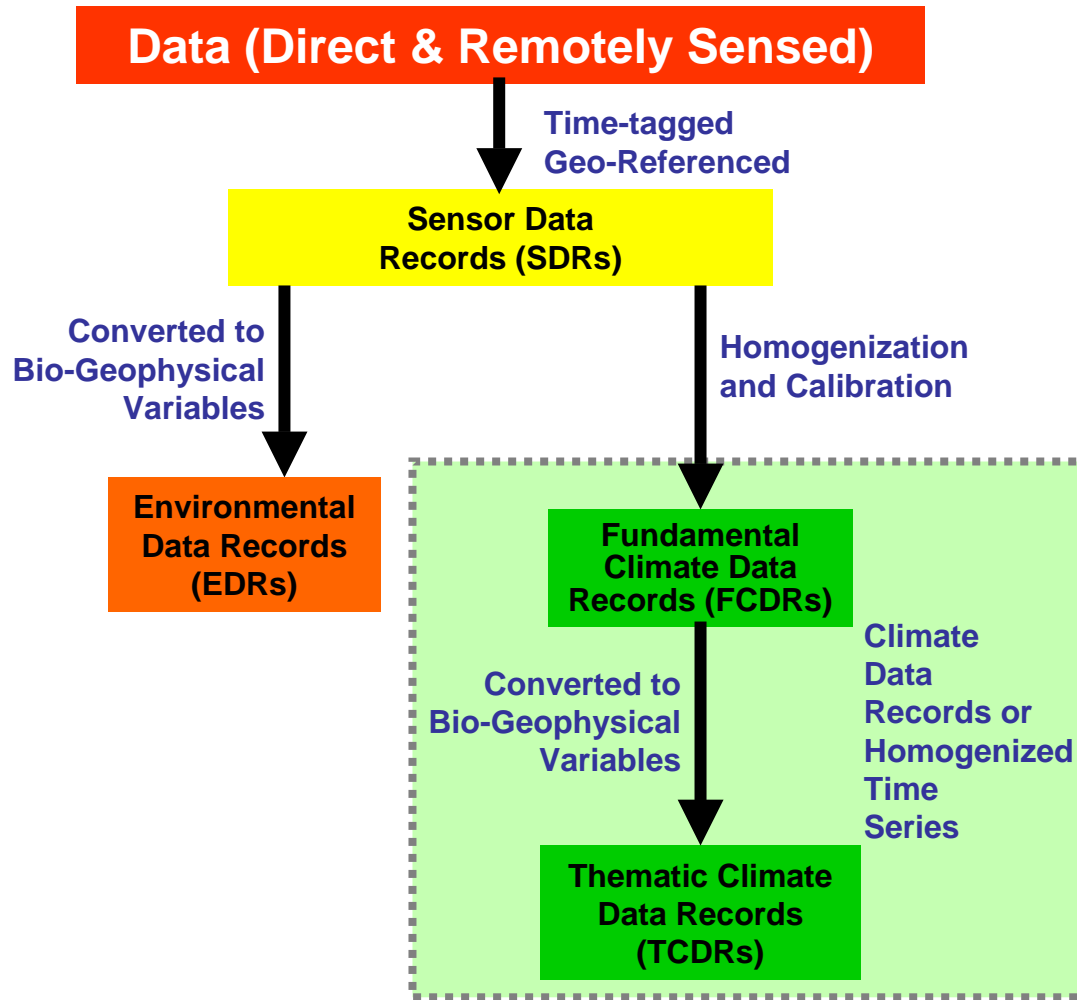 Data (Direct & Remotely Sensed)
Time-tagged
Geo-Referenced
Sensor Data
Records (SDRs)
Converted to
Bio-Geophysical
Variables
Homogenization
and Calibration
Environmental
Data Records
(EDRs)
Fundamental
Climate Data
Records (FCDRs)
Converted to
Bio-Geophysical
Variables
Climate
Data
Records or
Homogenized
Time
Series
Thematic Climate
Data Records
(TCDRs)